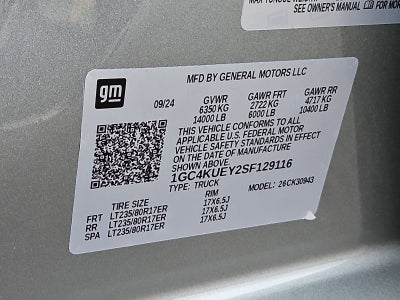 SEE OWNER'S MANUAL FOR MORE
gm
MFD BY GENERAL MOTORS LLC
09/24 GVWR GAWR FRT GAWR RR
6350 KG 2722 KG 4717 KG
14000 LB 6000 LB 10400 LB
THIS VEHICLE CONFORMS TO ALL
APPLICABLE U.S. FEDERAL MOTOR
VEHICLE SAFETY STANDARDS IN EFFECT
ON THE DATE OF MANUFACTURE
SHOWN ABOVE.
1GC4KUEY2SF129116
TYPE: TRUCK MODEL: 26CK30943
TIRE SIZE RIM
FRT LT235/80R17ER 17X6.5J
RR LT235/80R17ER 17X6.5J
SPA LT235/80R17ER 17X6.5J